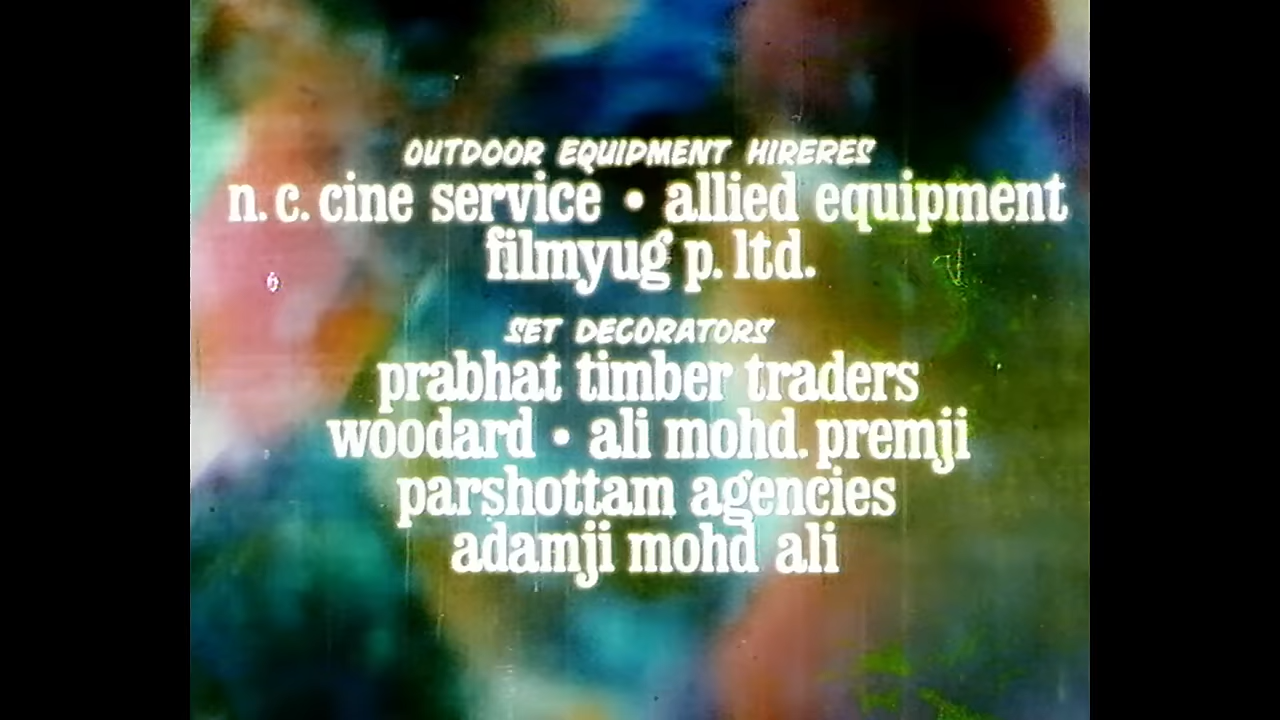 OUTDOOR EQUIPMENT HIRERES
n. c. cine service • allied equipment
filmyug p. ltd.
SET DECORATORS
prabhat timber traders
woodard • ali mohd. premji
parshottam agencies
adamji mohd ali